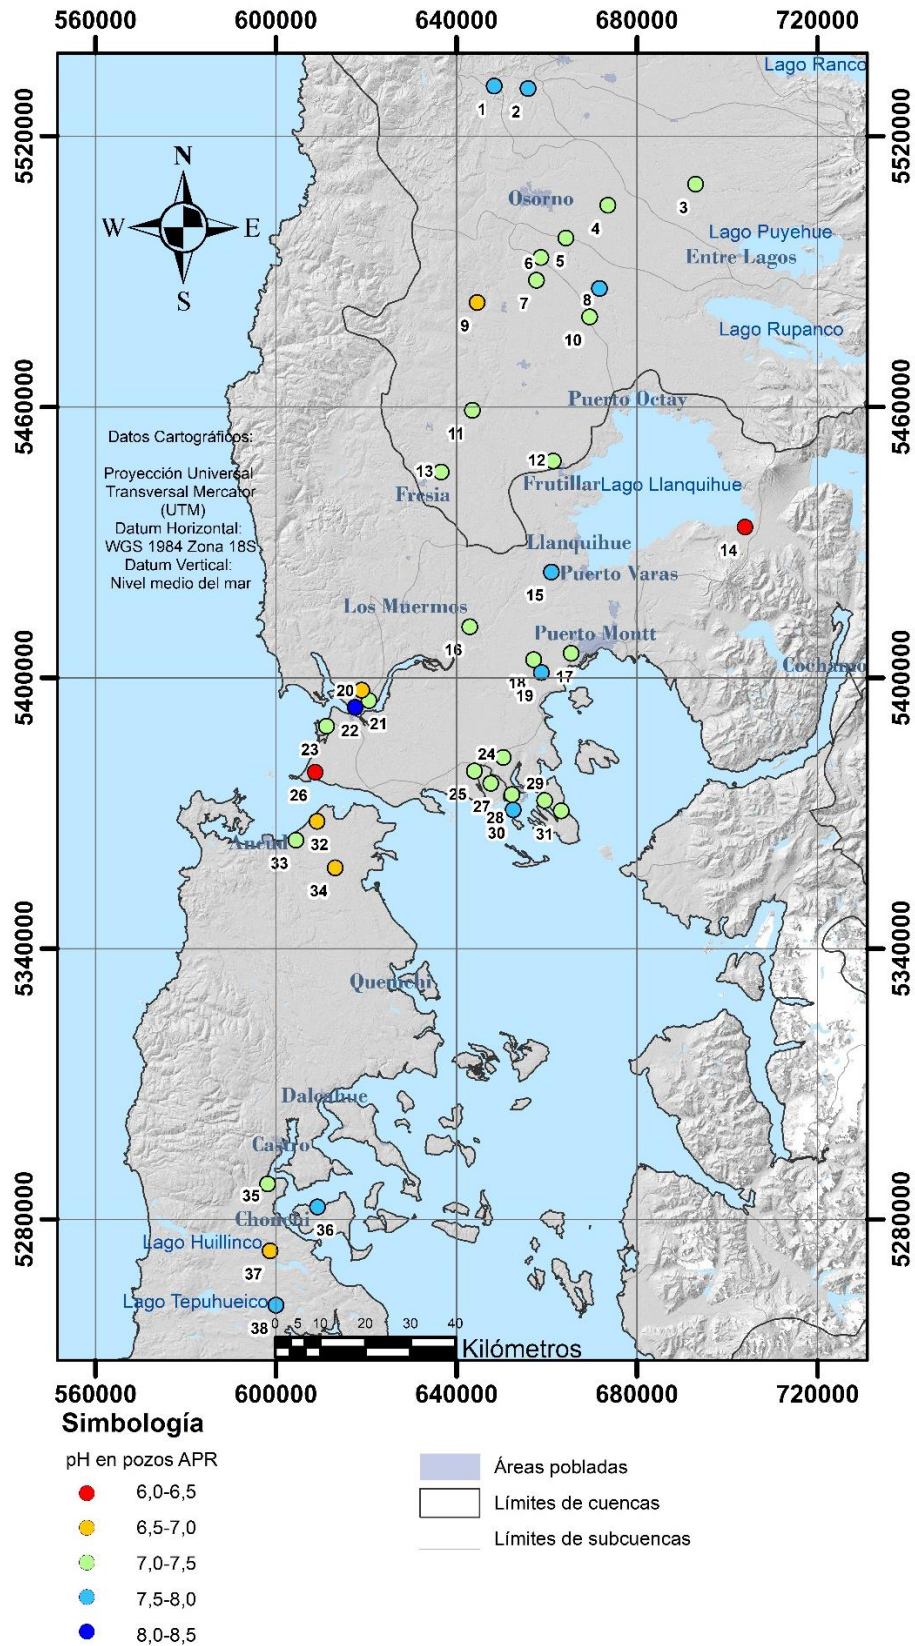 560000 600000 640000 680000 720000
Lago Ranco
1 2
5520000 5520000
N
W E
S
3
Osorno
4
Lago Puyehue
5
Entre Lagos
6
7
8
9
Lago Rupanco
10
Puerto Octay
5460000 5460000
11
Datos Cartográficos:
12
Proyección Universal
Transversal Mercator
(UTM)
Datum Horizontal:
WGS 1984 Zona 18S
Datum Vertical:
Nivel medio del mar
13
Frutillar Lago Llanquihue
Fresia
14
Llanquihue
Puerto Varas
15
Los Muermos
16
Puerto Montt
Cochamo
17
18
19
5400000 5400000
20
21
22
23
24
25
26
27
28
29
30
31
32
Ancud
33
34
5340000 5340000
Quemchi
Dalcahue
Castro
35
Chonchi
36
5280000 5280000
Lago Huillinco
37
Lago Tepuhueico
38
0 5 10 20 30 40
Kilómetros
560000 600000 640000 680000 720000
Simbología
pH en pozos APR
6,0-6,5
6,5-7,0
7,0-7,5
7,5-8,0
8,0-8,5
Áreas pobladas
Límites de cuencas
Límites de subcuencas